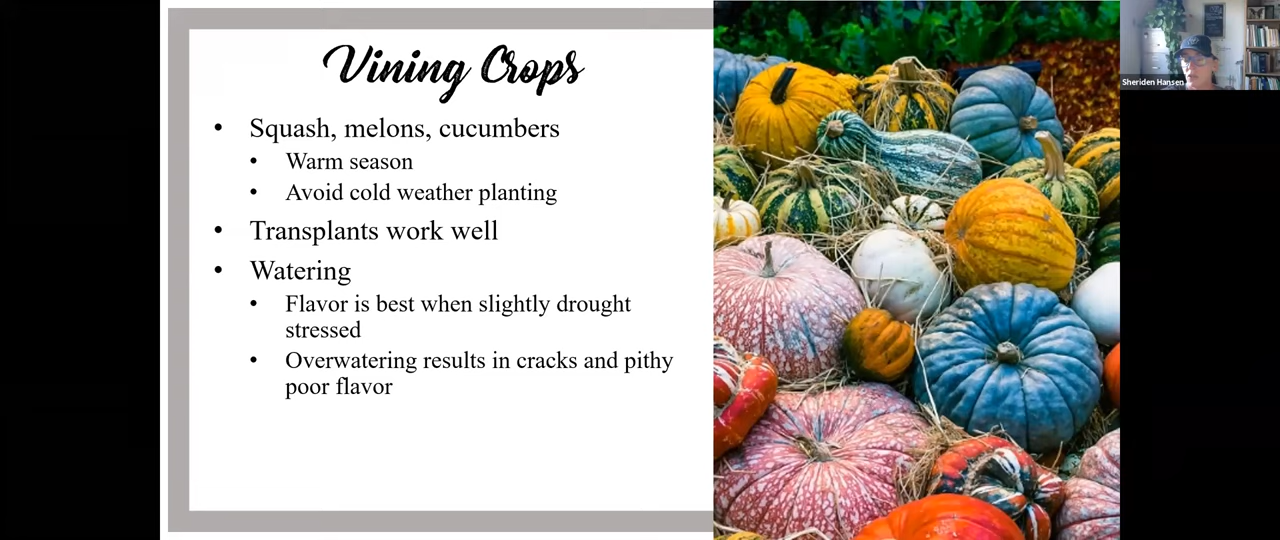 Vining Crops
• Squash, melons, cucumbers
• Warm season
• Avoid cold weather planting
• Transplants work well
• Watering
• Flavor is best when slightly drought
stressed
• Overwatering results in cracks and pithy
poor flavor
Sheriden Hansen